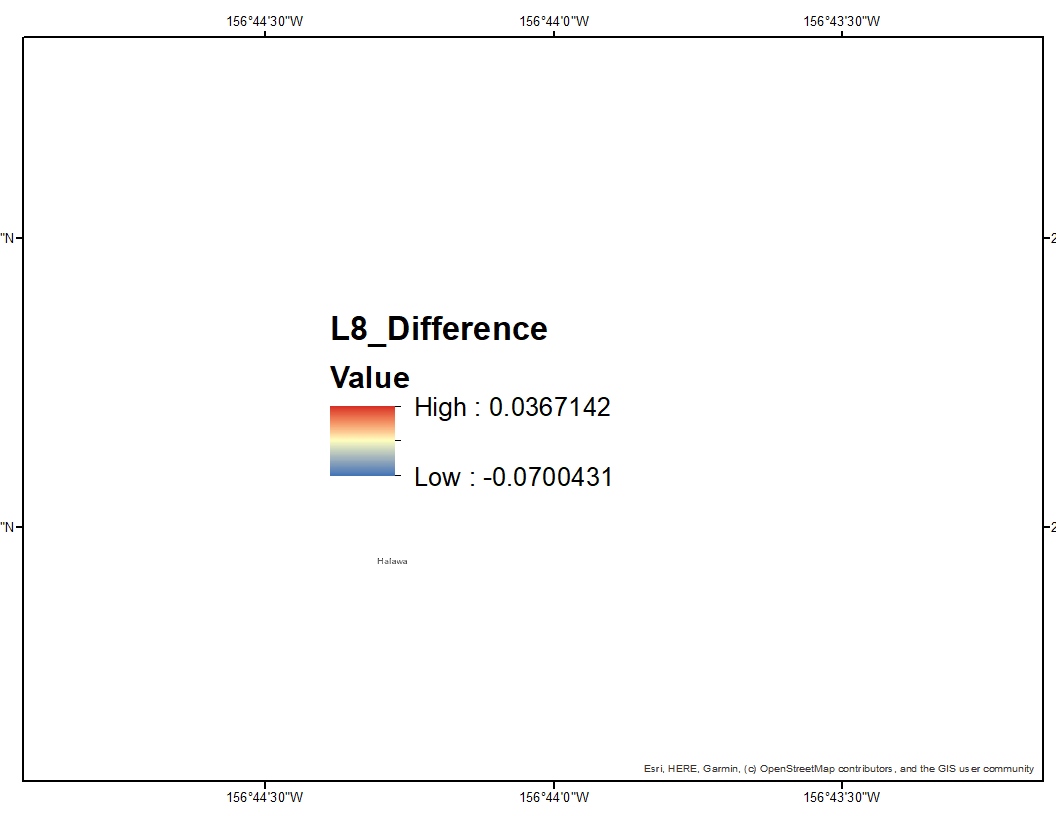 156°44'30"W 156°44'0"W 156°43'30"W
"N 2
L8_Difference
Value
High : 0.0367142
Low : -0.0700431
"N 2
Halawa
Esri, HERE, Garmin, (c) OpenStreetMap contributors, and the GIS user community
156°44'30"W 156°44'0"W 156°43'30"W